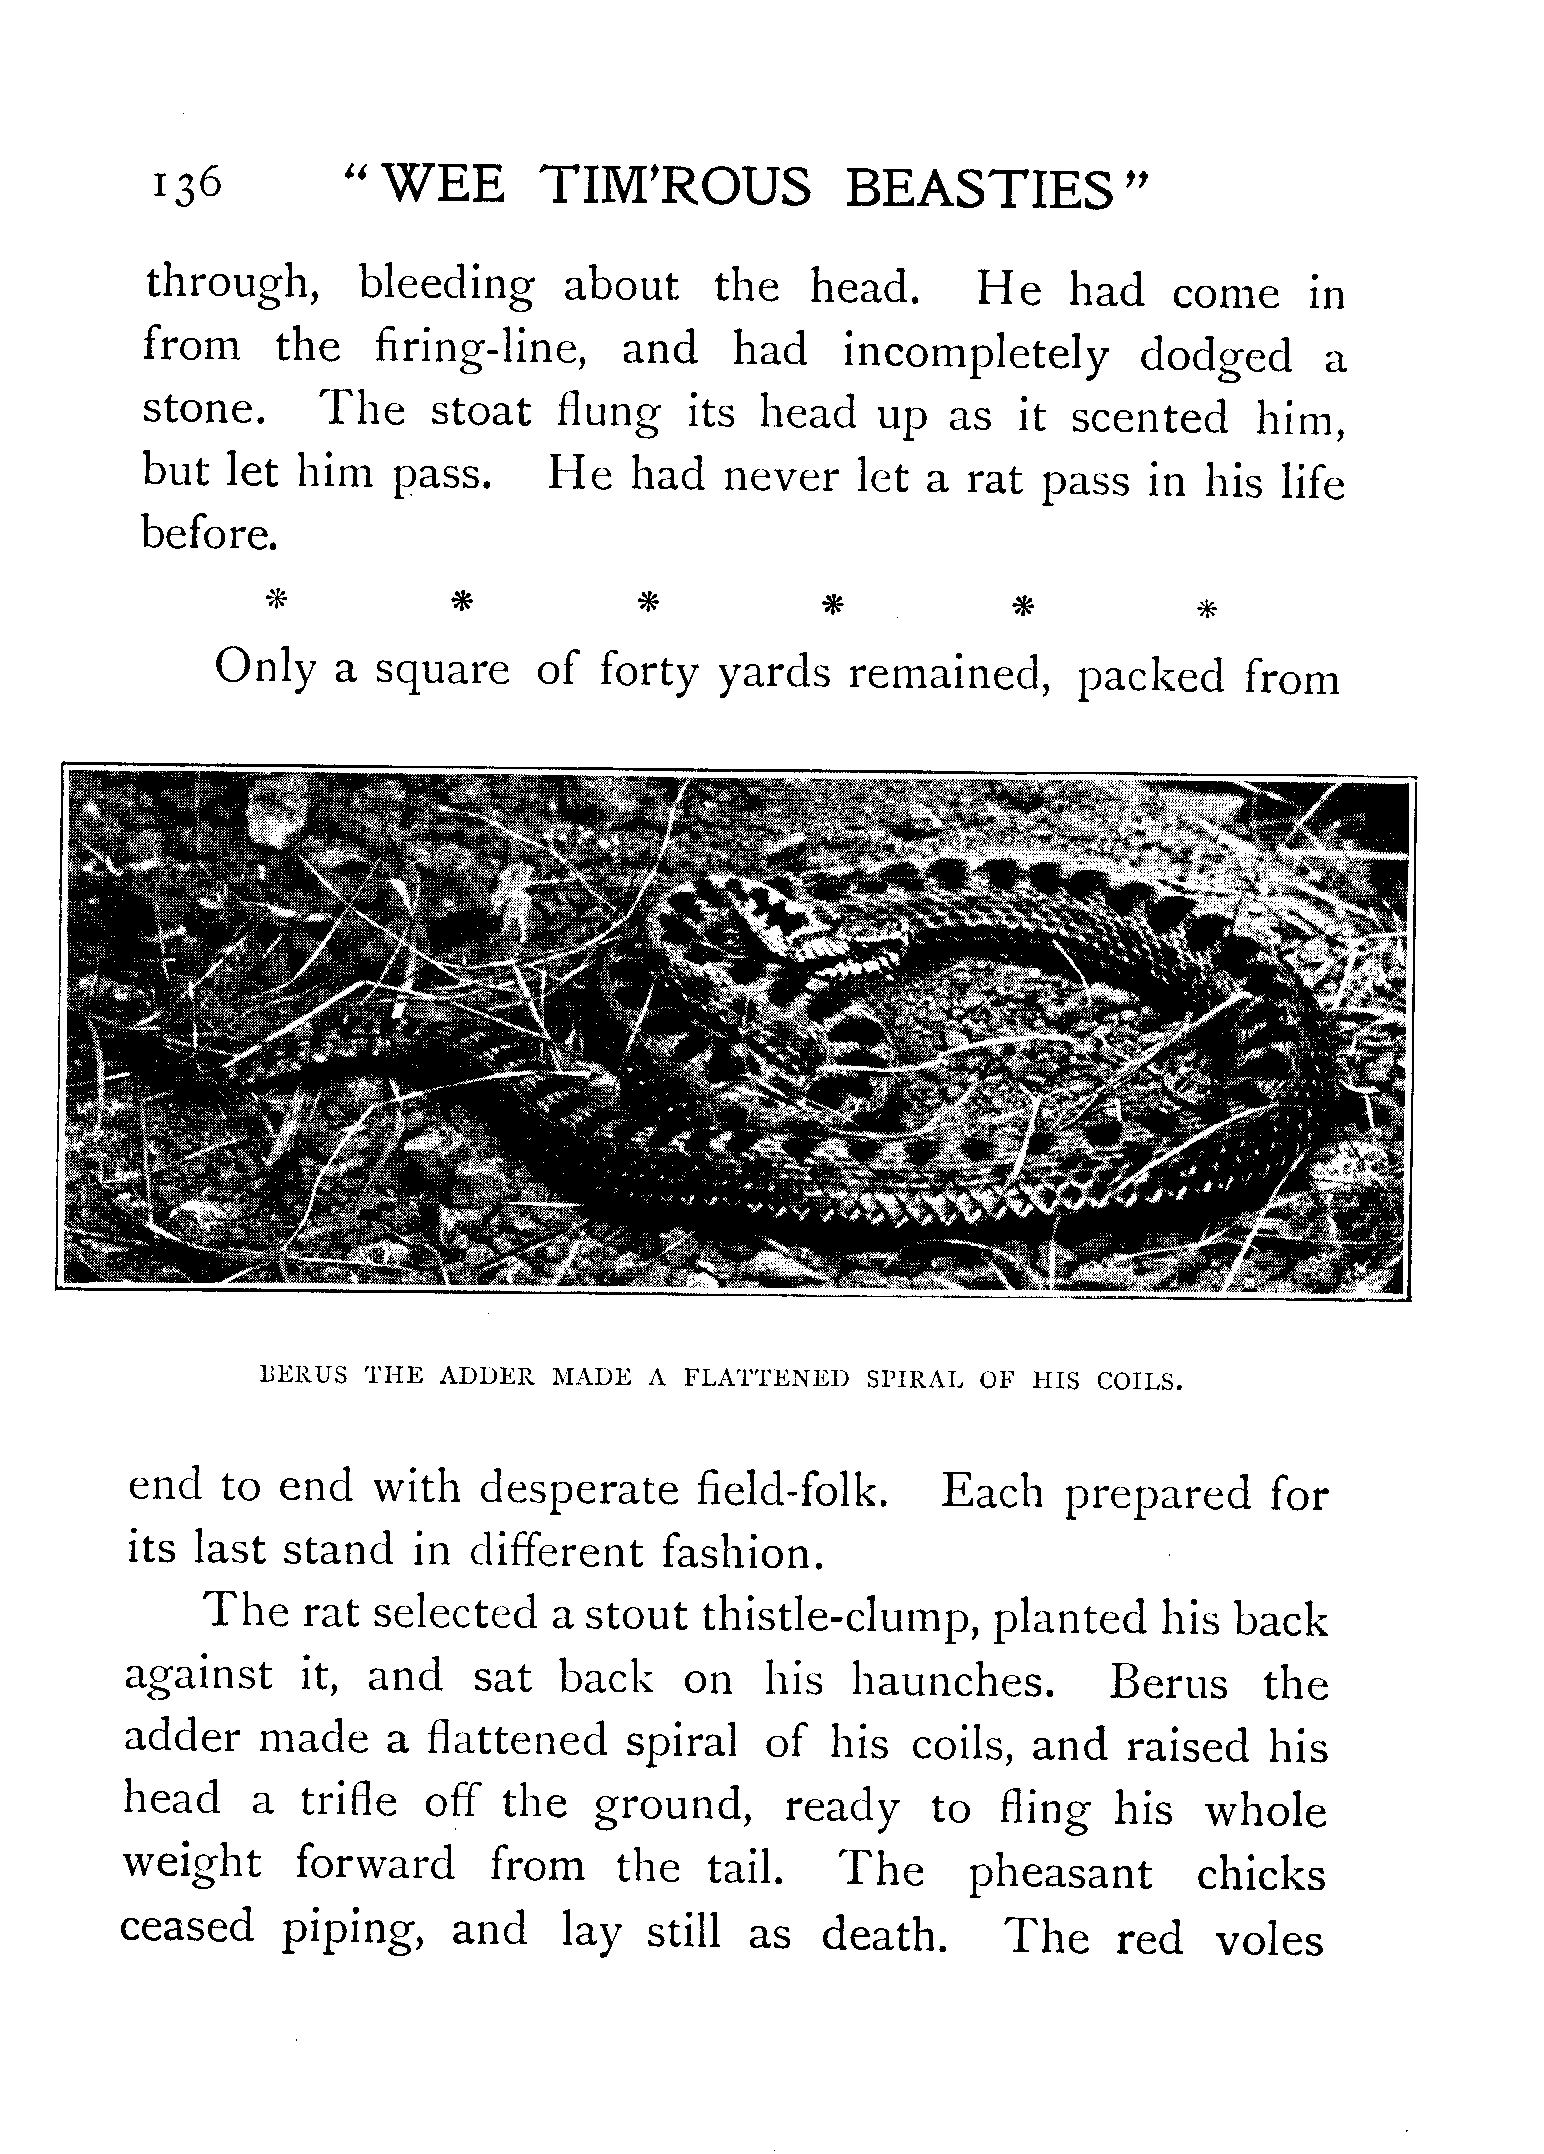 136 “WEE TIM'ROUS BEASTIES”
through, bleeding about the head. He had come in
from the firing-line, and had incompletely dodged a
stone. The stoat flung its head up as it scented him,
but let him pass. He had never let a rat pass in his life
before.
* * * * * *
Only a square of forty yards remained, packed from
BERUS THE ADDER MADE A FLATTENED SPIRAL OF HIS COILS.
end to end with desperate field-folk. Each prepared for
its last stand in different fashion.
The rat selected a stout thistle-clump, planted his back
against it, and sat back on his haunches. Berus the
adder made a flattened spiral of his coils, and raised his
head a trifle off the ground, ready to fling his whole
weight forward from the tail. The pheasant chicks
ceased piping, and lay still as death. The red voles